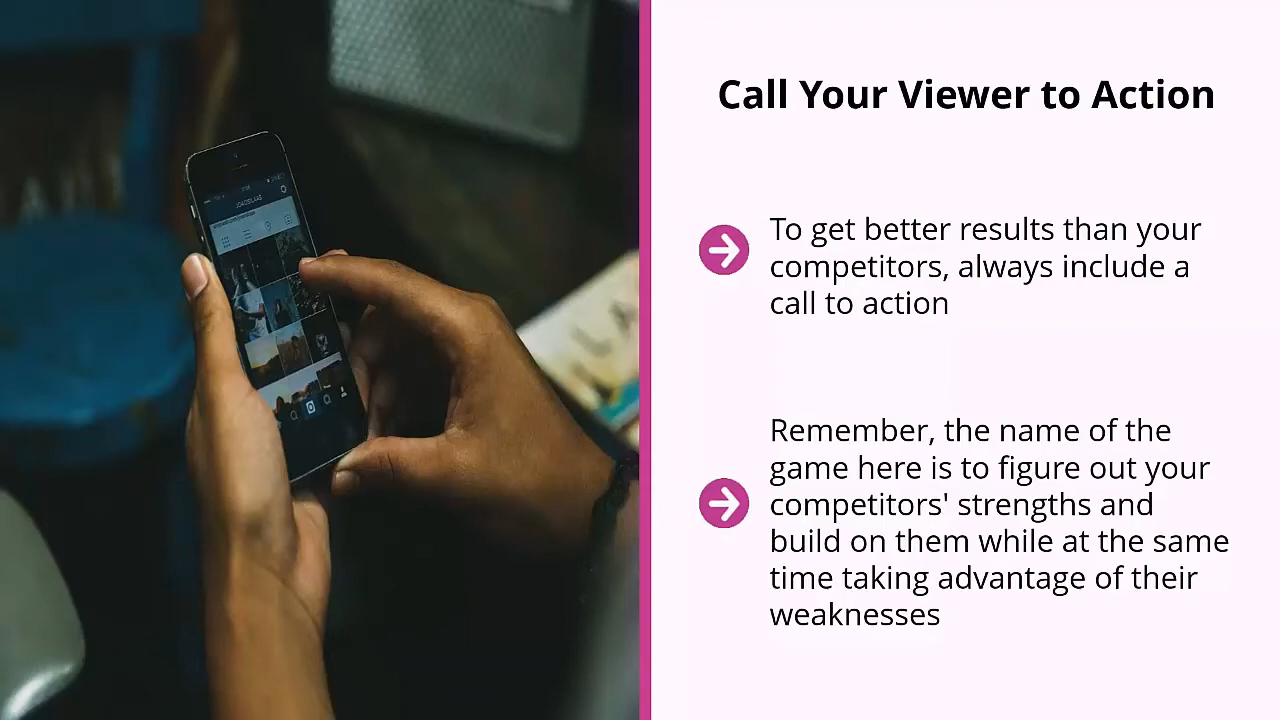 Call Your Viewer to Action
To get better results than your
competitors, always include a
call to action
Remember, the name of the
game here is to figure out your
competitors' strengths and
build on them while at the same
time taking advantage of their
weaknesses